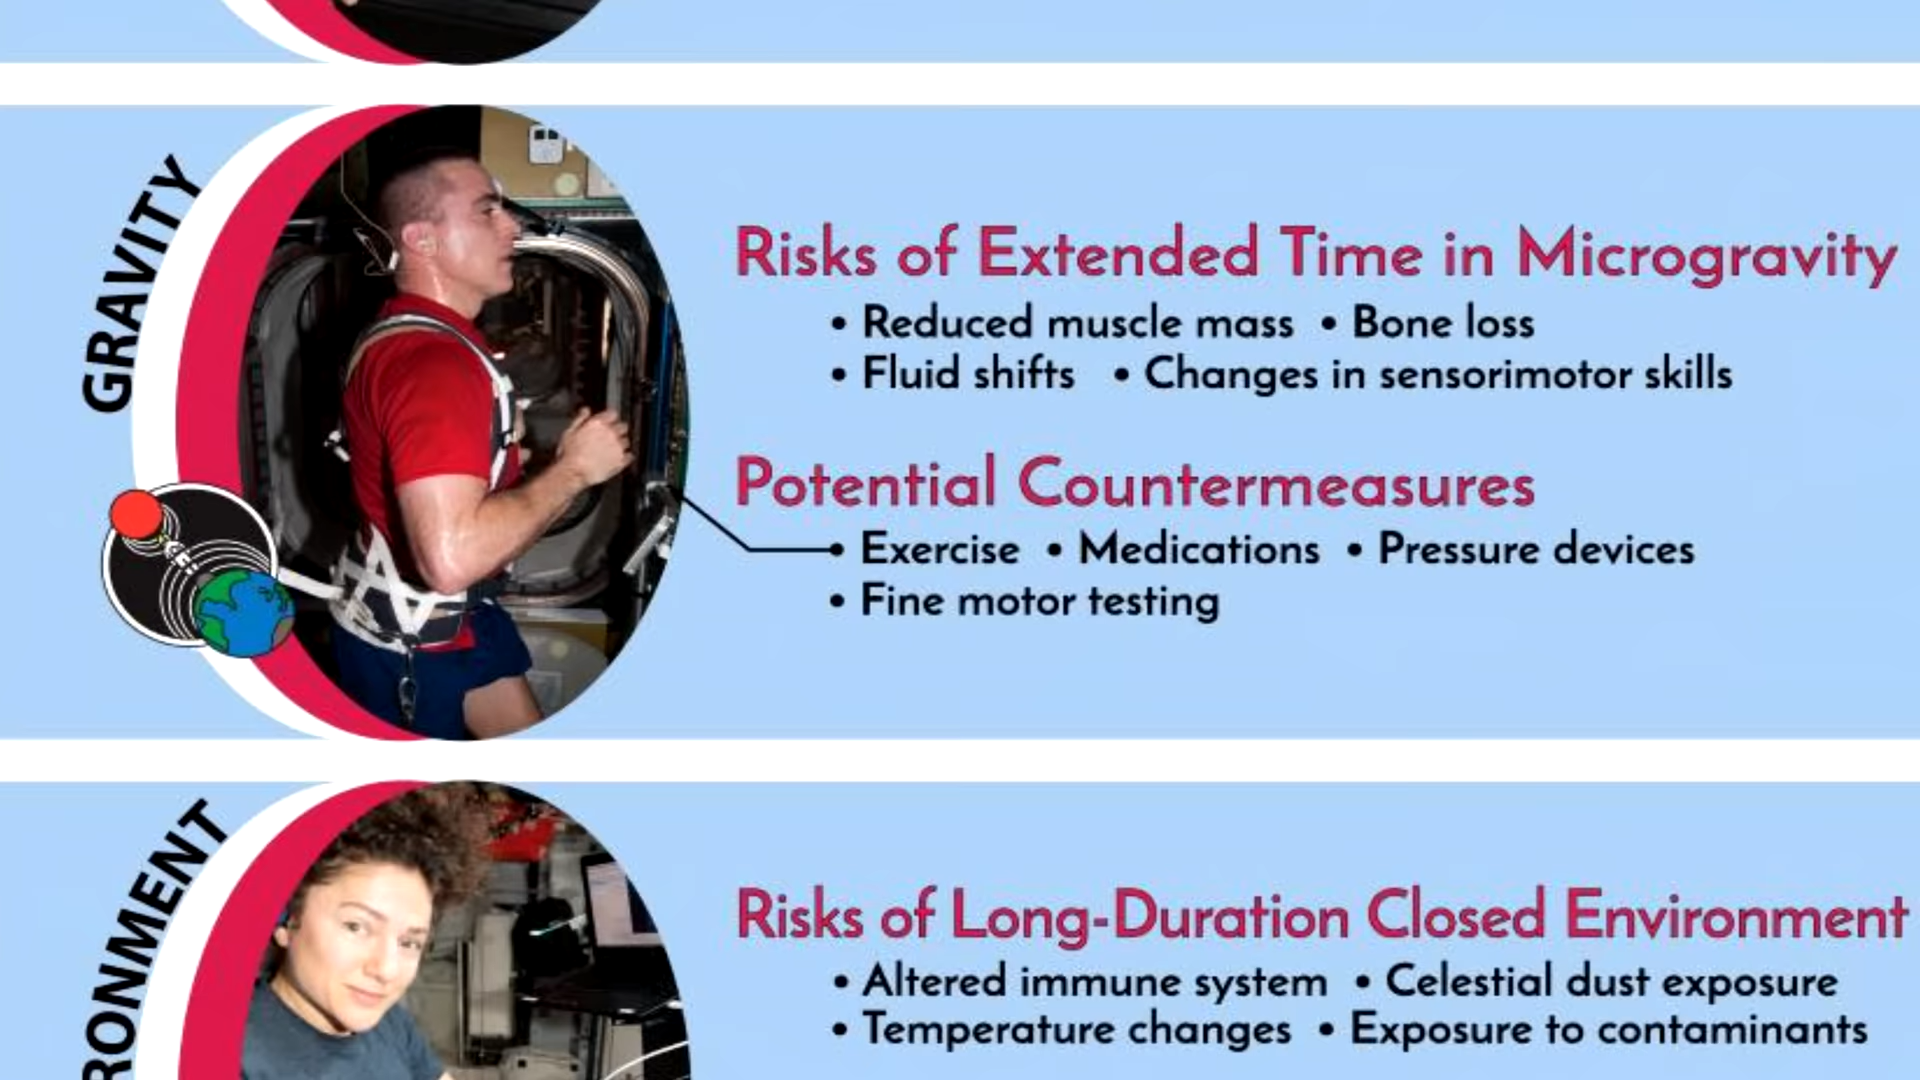 GRAVITY
Risks of Extended Time in Microgravity
• Reduced muscle mass • Bone loss
• Fluid shifts • Changes in sensorimotor skills
Potential Countermeasures
• Exercise • Medications • Pressure devices
• Fine motor testing
RONMENT
Risks of Long-Duration Closed Environment
• Altered immune system • Celestial dust exposure
• Temperature changes • Exposure to contaminants